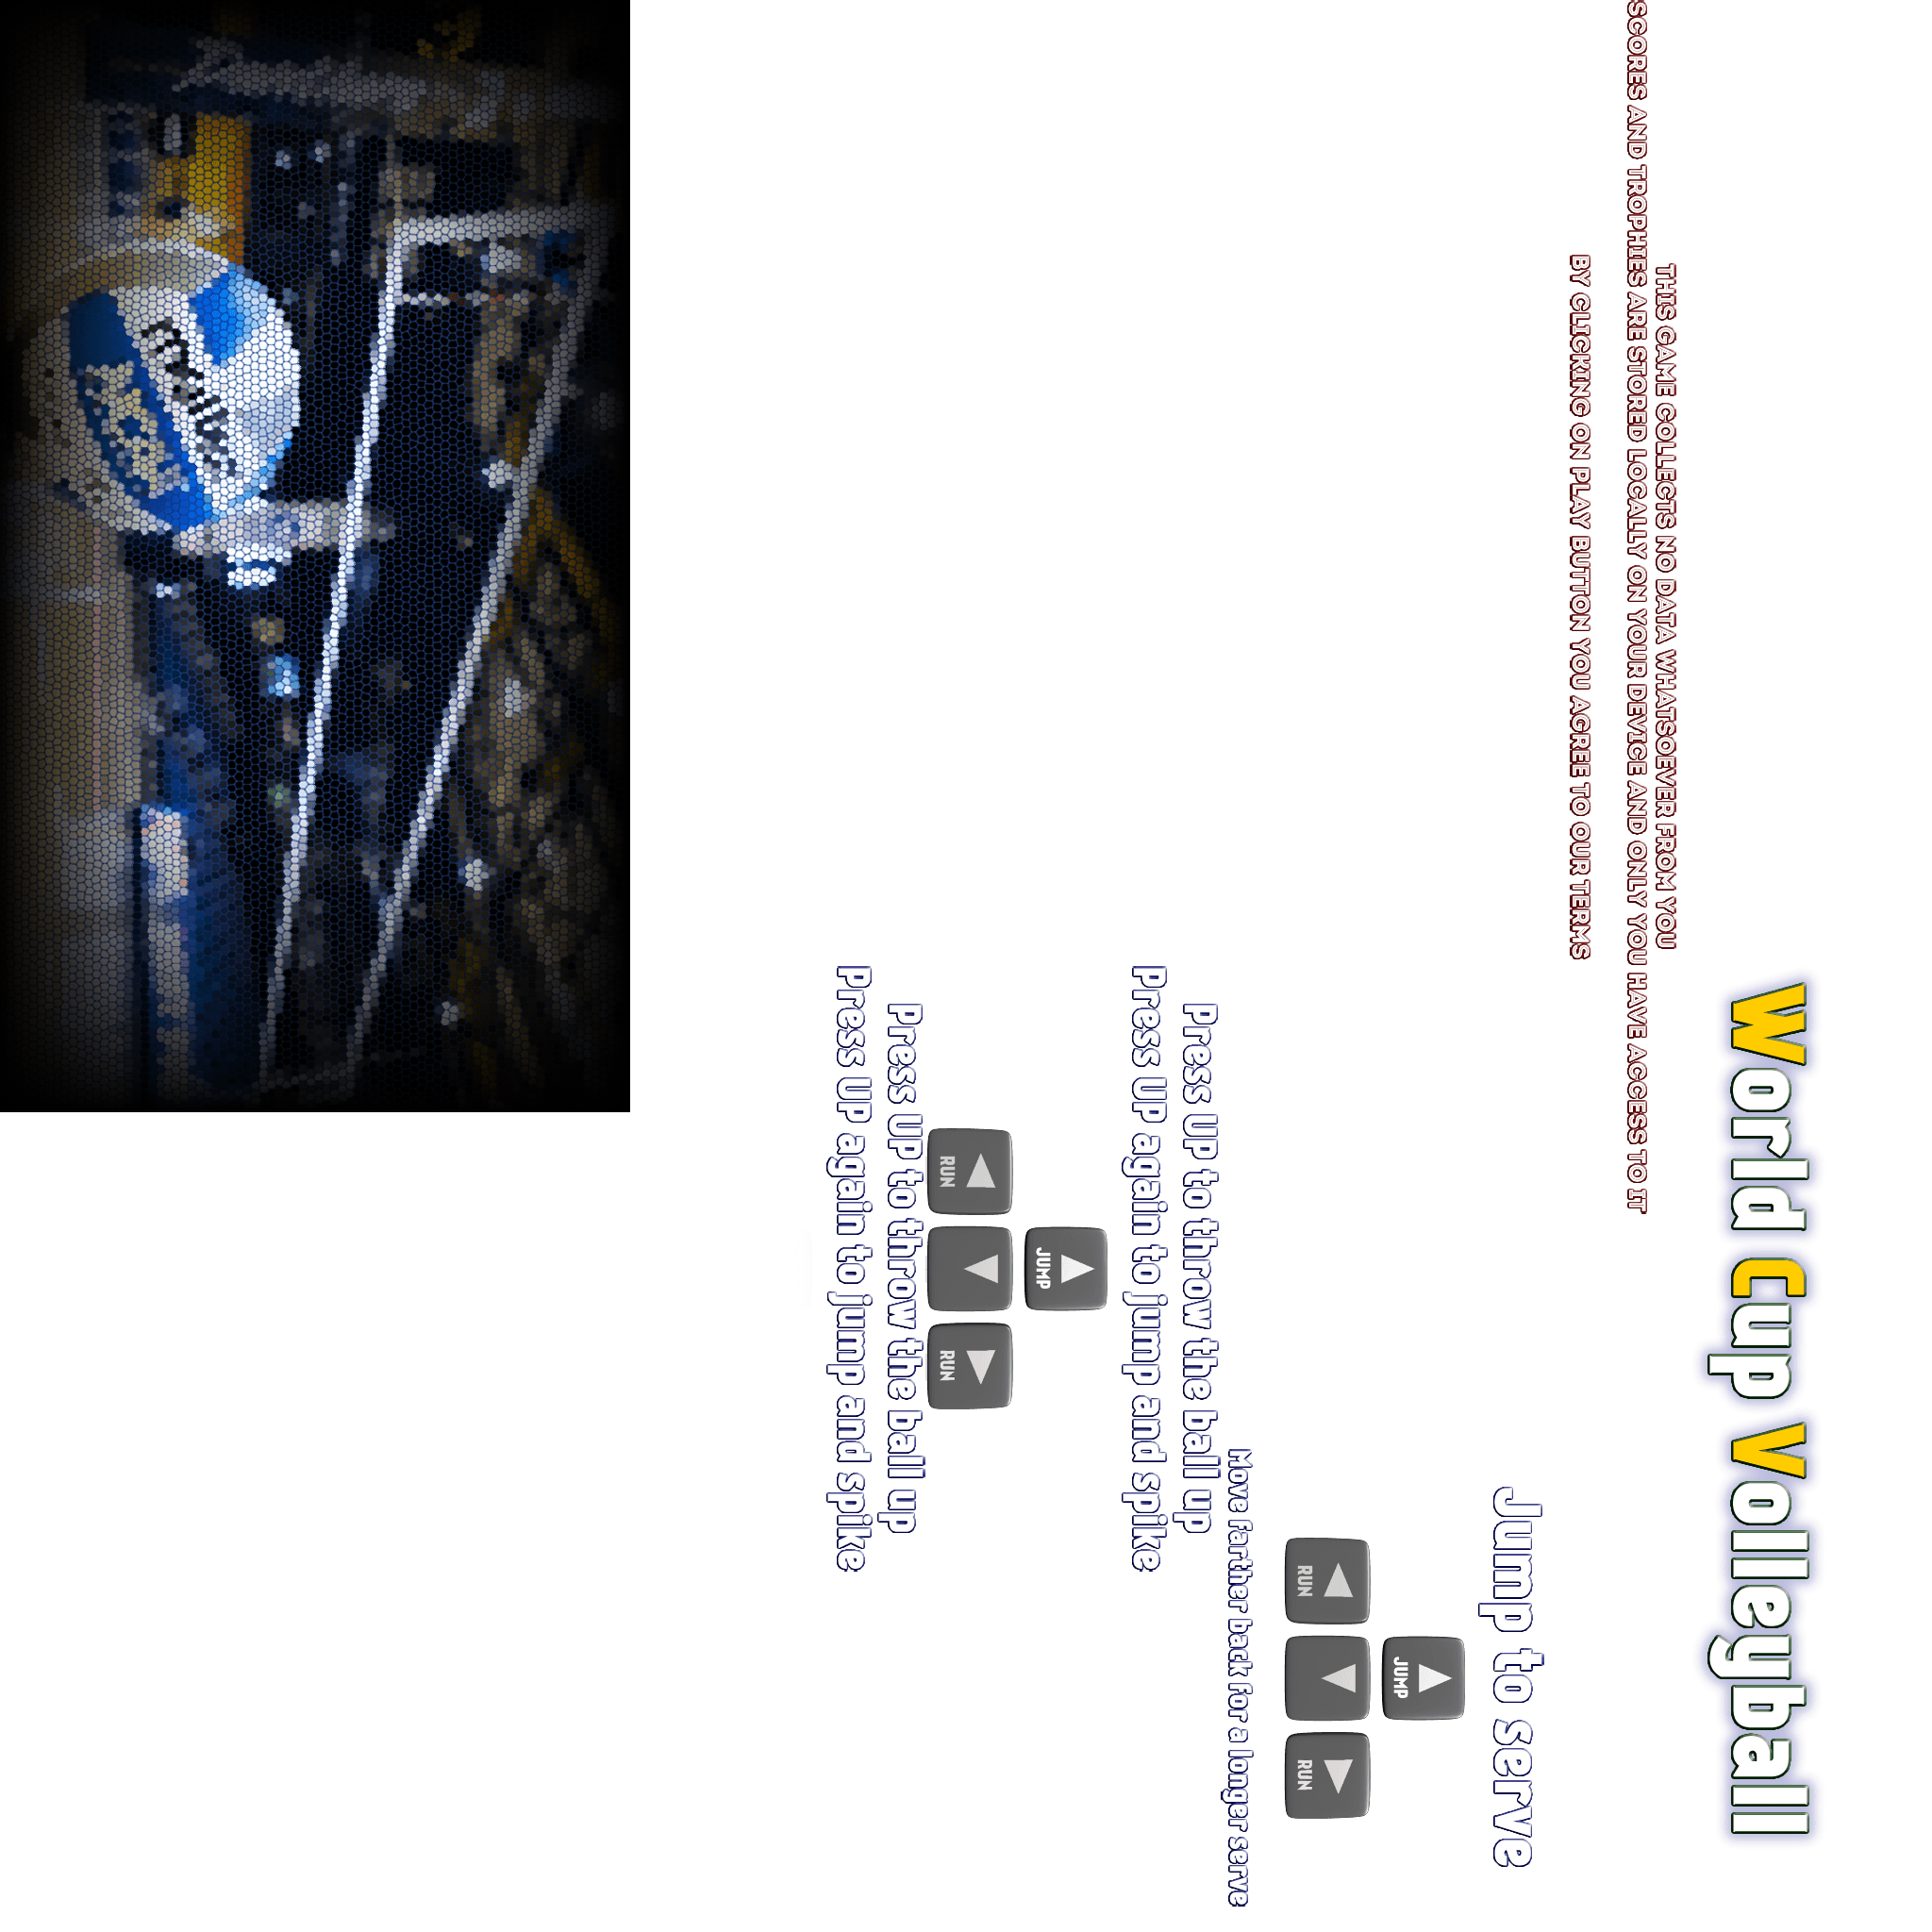 World Cup Volleyball
THIS GAME COLLECTS NO DATA WHATSOEVER FROM YOU
SCORES AND TROPHIES ARE STORED LOCALLY ON YOUR DEVICE AND ONLY YOU HAVE ACCESS TO IT
BY CLICKING ON PLAY BUTTON YOU AGREE TO OUR TERMS
Jump to serve
JUMP
RUN
RUN
Move farther back for a longer serve
Press UP to throw the ball up
Press UP again to jump and spike
JUMP
RUN
RUN
Press UP to throw the ball up
Press UP again to jump and spike